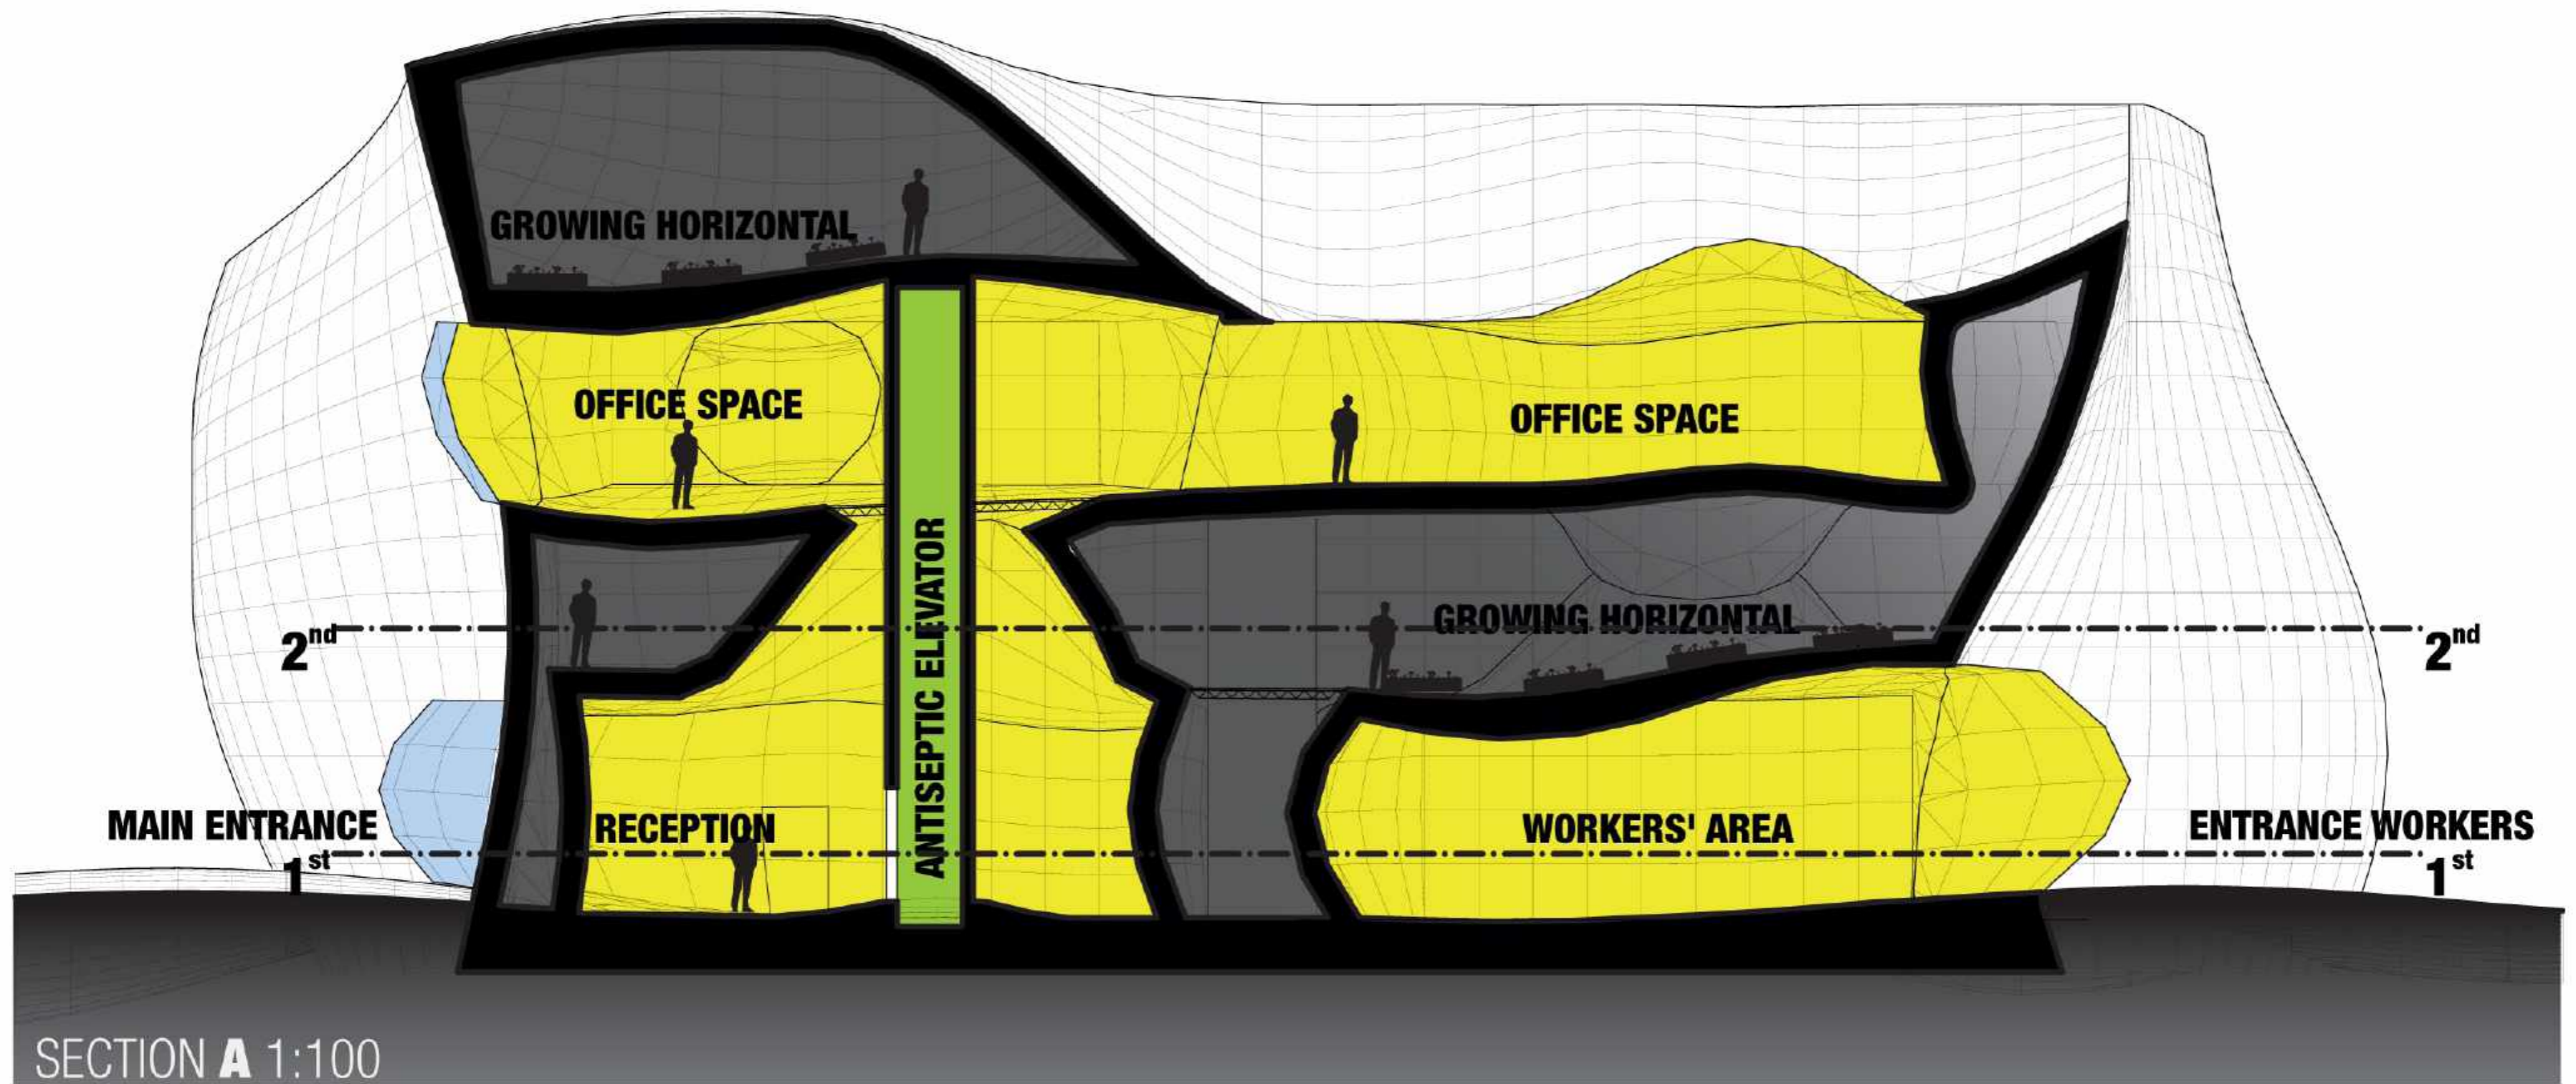 GROWING HORIZONTAL
OFFICE SPACE
OFFICE SPACE
ANTISEPTIC ELEVATOR
GROWING HORIZONTAL
2nd
2nd
MAIN ENTRANCE
RECEPTION
WORKERS' AREA
ENTRANCE WORKERS
1st
1st
SECTION A 1:100